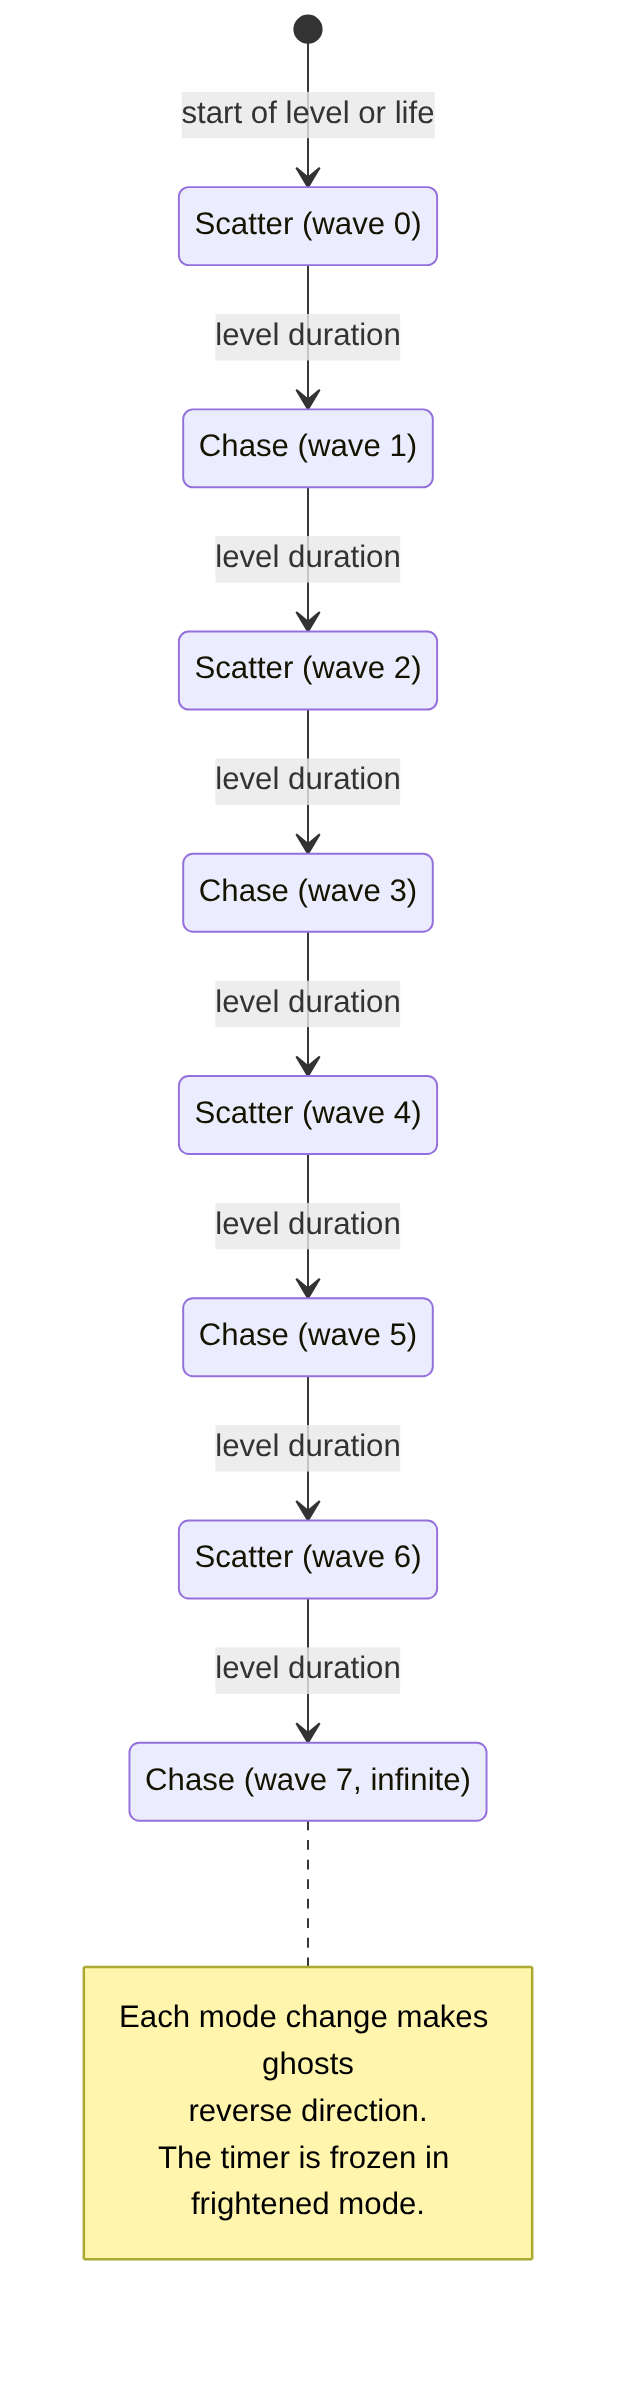 start of level or life
Scatter (wave 0)
level duration
Chase (wave 1)
level duration
Scatter (wave 2)
level duration
Chase (wave 3)
level duration
Scatter (wave 4)
level duration
Chase (wave 5)
level duration
Scatter (wave 6)
level duration
Chase (wave 7, infinite)
Each mode change makes
ghosts
reverse direction.
The timer is frozen in
frightened mode.